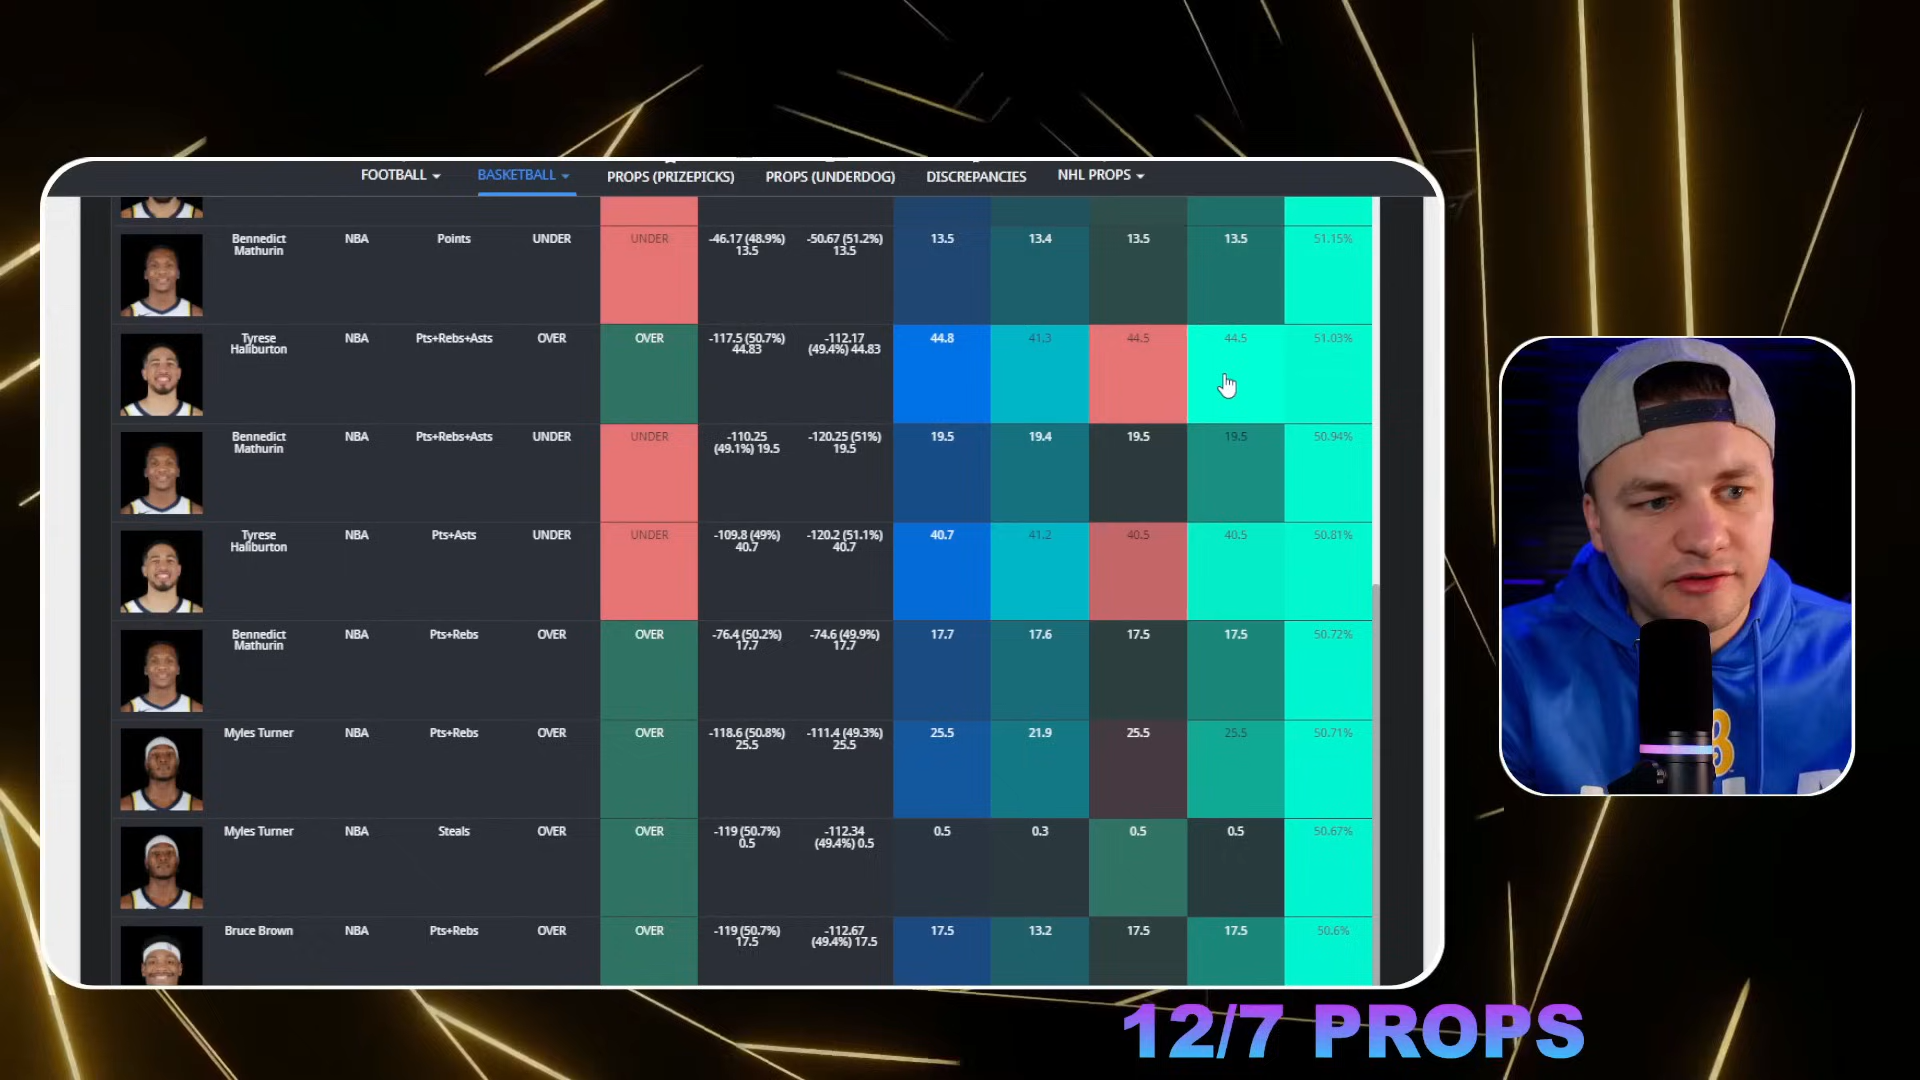 FOOTBALL BASKETBALL PROPS (PRIZEPICKS) PROPS (UNDERDOG) DISCREPANCIES NHL PROPS
Bennedict Mathurin NBA Points UNDER UNDER -46.17 (48.9%) 13.5 -50.67 (51.2%) 13.5 13.5 13.4 13.5 13.5 51.15%
Tyrese Haliburton NBA Pts+Rebs+Asts OVER OVER -117.5 (50.7%) 44.83 -112.17 (49.4%) 44.83 44.8 41.3 44.5 44.5 51.03%
Bennedict Mathurin NBA Pts+Rebs+Asts UNDER UNDER -110.25 (49.1%) 19.5 -120.25 (51%) 19.5 19.5 19.4 19.5 19.5 50.94%
Tyrese Haliburton NBA Pts+Asts UNDER UNDER -109.8 (49%) 40.7 -120.2 (51.1%) 40.7 40.7 41.2 40.5 40.5 50.81%
Bennedict Mathurin NBA Pts+Rebs OVER OVER -76.4 (50.2%) 17.7 -74.6 (49.9%) 17.7 17.7 17.6 17.5 17.5 50.72%
Myles Turner NBA Pts+Rebs OVER OVER -118.6 (50.8%) 25.5 -111.4 (49.3%) 25.5 25.5 21.9 25.5 25.5 50.71%
Myles Turner NBA Steals OVER OVER -119 (50.7%) 0.5 -112.34 (49.4%) 0.5 0.5 0.3 0.5 0.5 50.67%
Bruce Brown NBA Pts+Rebs OVER OVER -119 (50.7%) 17.5 -112.67 (49.4%) 17.5 17.5 13.2 17.5 17.5 50.6%
12/7 PROPS